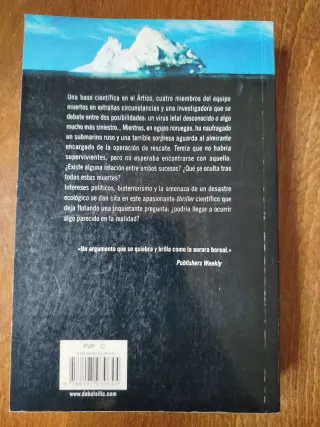 Una base científica en el Ártico, cuatro miembros del equipo
muertos en extrañas circunstancias y una investigadora que se
debate entre dos posibilidades: un virus letal desconocido o algo
mucho más siniestro... Mientras, en aguas noruegas, ha naufragado
un submarino ruso y una terrible sorpresa aguarda al almirante
encargado de la operación de rescate. Temía que no habría
supervivientes, pero no esperaba encontrarse con aquello.
¿Existe alguna relación entre ambos sucesos? ¿Qué se oculta tras
todas estas muertes?
Intereses políticos, bioterrorismo y la amenaza de un desastre
ecológico se dan cita en este apasionante thriller científico que
deja flotando una inquietante pregunta: ¿podría llegar a ocurrir
algo parecido en la realidad?
«Un argumento que se quiebra y brilla como la aurora boreal.»
Publishers Weekly
www.debolsillo.com